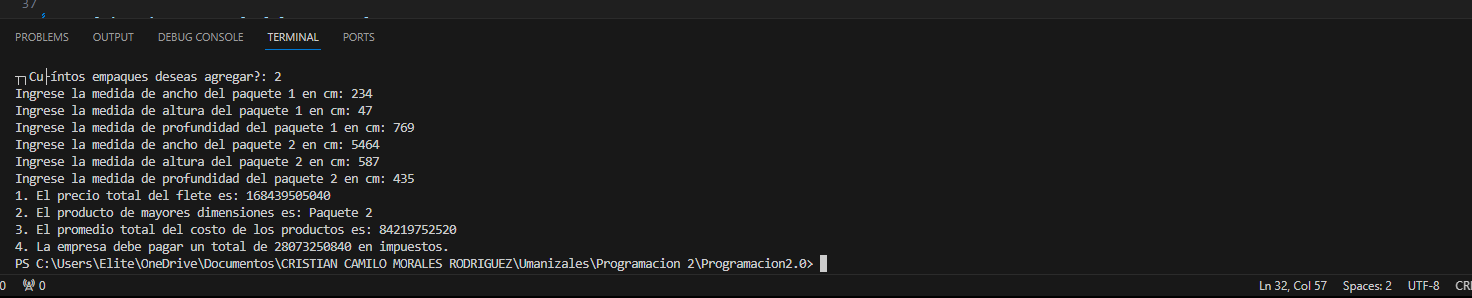 37
PROBLEMS OUTPUT DEBUG CONSOLE TERMINAL PORTS
┬┐Cu├íntos empaques deseas agregar?: 2
Ingrese la medida de ancho del paquete 1 en cm: 234
Ingrese la medida de altura del paquete 1 en cm: 47
Ingrese la medida de profundidad del paquete 1 en cm: 769
Ingrese la medida de ancho del paquete 2 en cm: 5464
Ingrese la medida de altura del paquete 2 en cm: 587
Ingrese la medida de profundidad del paquete 2 en cm: 435
1. El precio total del flete es: 168439505040
2. El producto de mayores dimensiones es: Paquete 2
3. El promedio total del costo de los productos es: 84219752520
4. La empresa debe pagar un total de 28073250840 en impuestos.
PS C:\Users\Elite\OneDrive\Documentos\CRISTIAN CAMILO MORALES RODRIGUEZ\Umanizales\Programacion 2\Programacion2.0>
0 0 Ln 32, Col 57 Spaces: 2 UTF-8 CR